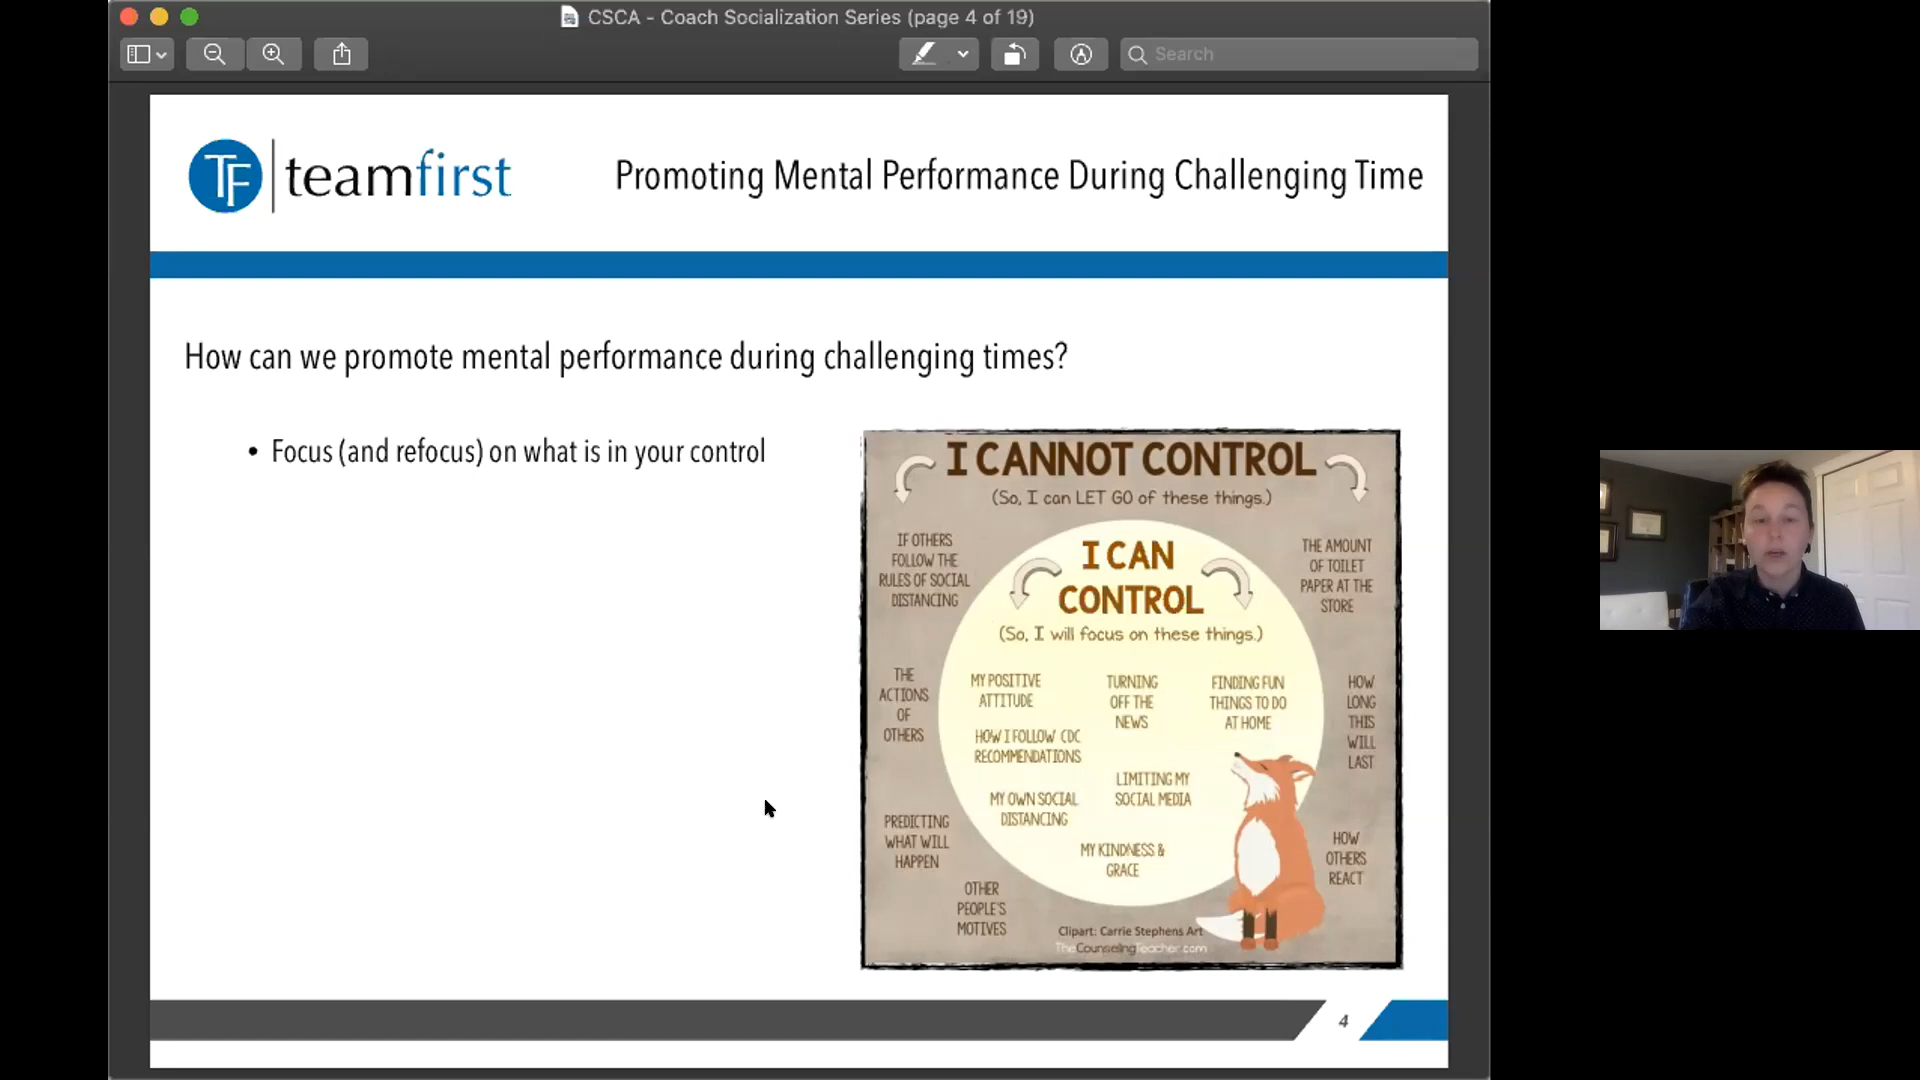 CSCA - Coach Socialization Series (page 4 of 19)
Search
TF teamfirst
Promoting Mental Performance During Challenging Time
How can we promote mental performance during challenging times?
• Focus (and refocus) on what is in your control
I CANNOT CONTROL
(So, I can LET GO of these things.)
IF OTHERS
FOLLOW THE
RULES OF SOCIAL
DISTANCING
THE AMOUNT
OF TOILET
PAPER AT THE
STORE
I CAN
CONTROL
(So, I will focus on these things.)
MY POSITIVE
ATTITUDE
TURNING
OFF THE
NEWS
FINDING FUN
THINGS TO DO
AT HOME
THE
ACTIONS
OF
OTHERS
HOW
LONG
THIS
WILL
LAST
HOW I FOLLOW CDC
RECOMMENDATIONS
LIMITING MY
SOCIAL MEDIA
MY OWN SOCIAL
DISTANCING
PREDICTING
WHAT WILL
HAPPEN
MY KINDNESS &
GRACE
HOW
OTHERS
REACT
OTHER
PEOPLE'S
MOTIVES
Clipart: Carrie Stephens Art
TheCounselingTeacher.com
4